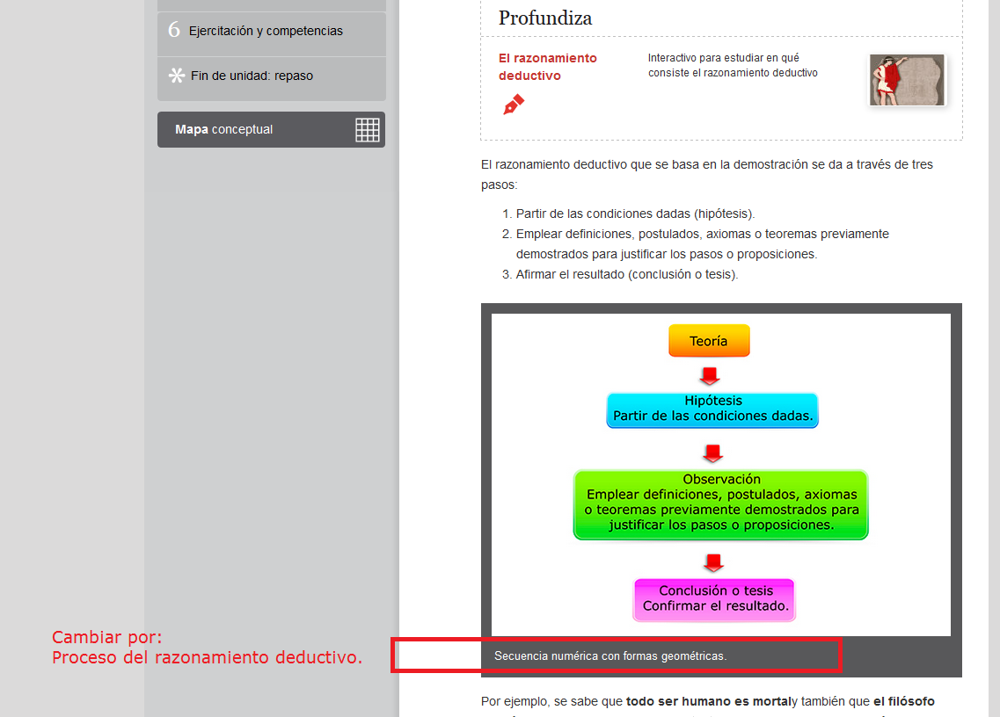 6 Ejercitación y competencias
Fin de unidad: repaso
Mapa conceptual
Profundiza
El razonamiento
deductivo
Interactivo para estudiar en qué
consiste el razonamiento deductivo
El razonamiento deductivo que se basa en la demostración se da a través de tres
pasos:
1. Partir de las condiciones dadas (hipótesis).
2. Emplear definiciones, postulados, axiomas o teoremas previamente
demostrados para justificar los pasos o proposiciones.
3. Afirmar el resultado (conclusión o tesis).
Teoría
Hipótesis
Partir de las condiciones dadas.
Observación
Emplear definiciones, postulados, axiomas
o teoremas previamente demostrados para
justificar los pasos o proposiciones.
Conclusión o tesis
Confirmar el resultado.
Cambiar por:
Proceso del razonamiento deductivo.
Secuencia numérica con formas geométricas.
Por ejemplo, se sabe que todo ser humano es mortaly también que el filósofo